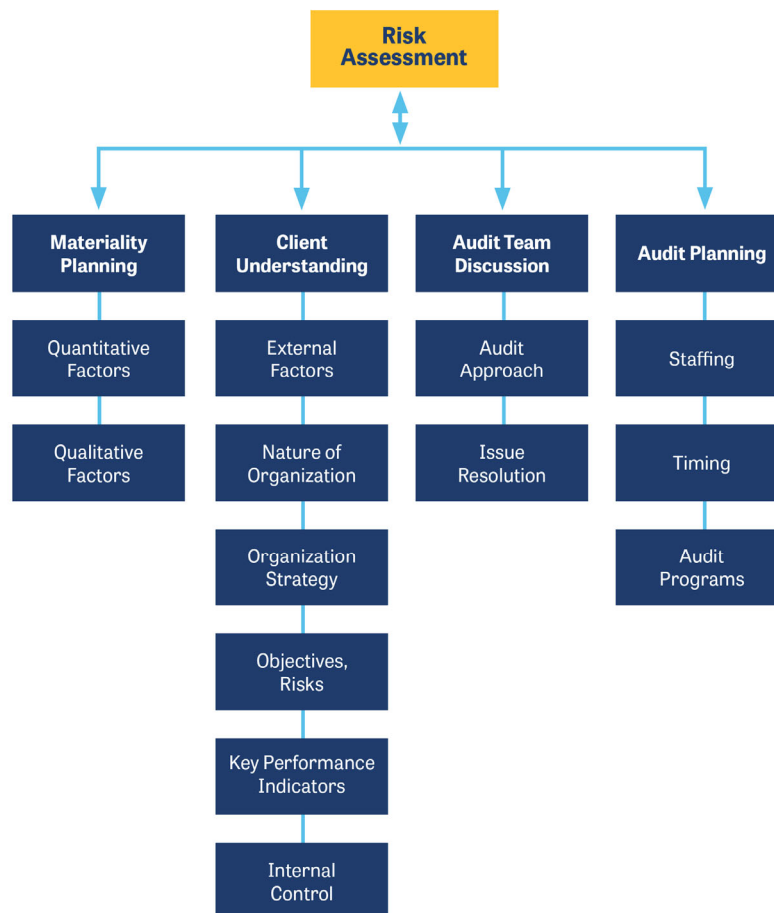 Risk
Assessment
Materiality
Planning
Quantitative
Factors
Qualitative
Factors
Client
Understanding
External
Factors
Nature of
Organization
Organization
Strategy
Objectives,
Risks
Key Performance
Indicators
Internal
Control
Audit Team
Discussion
Audit
Approach
Issue
Resolution
Audit Planning
Staffing
Timing
Audit
Programs